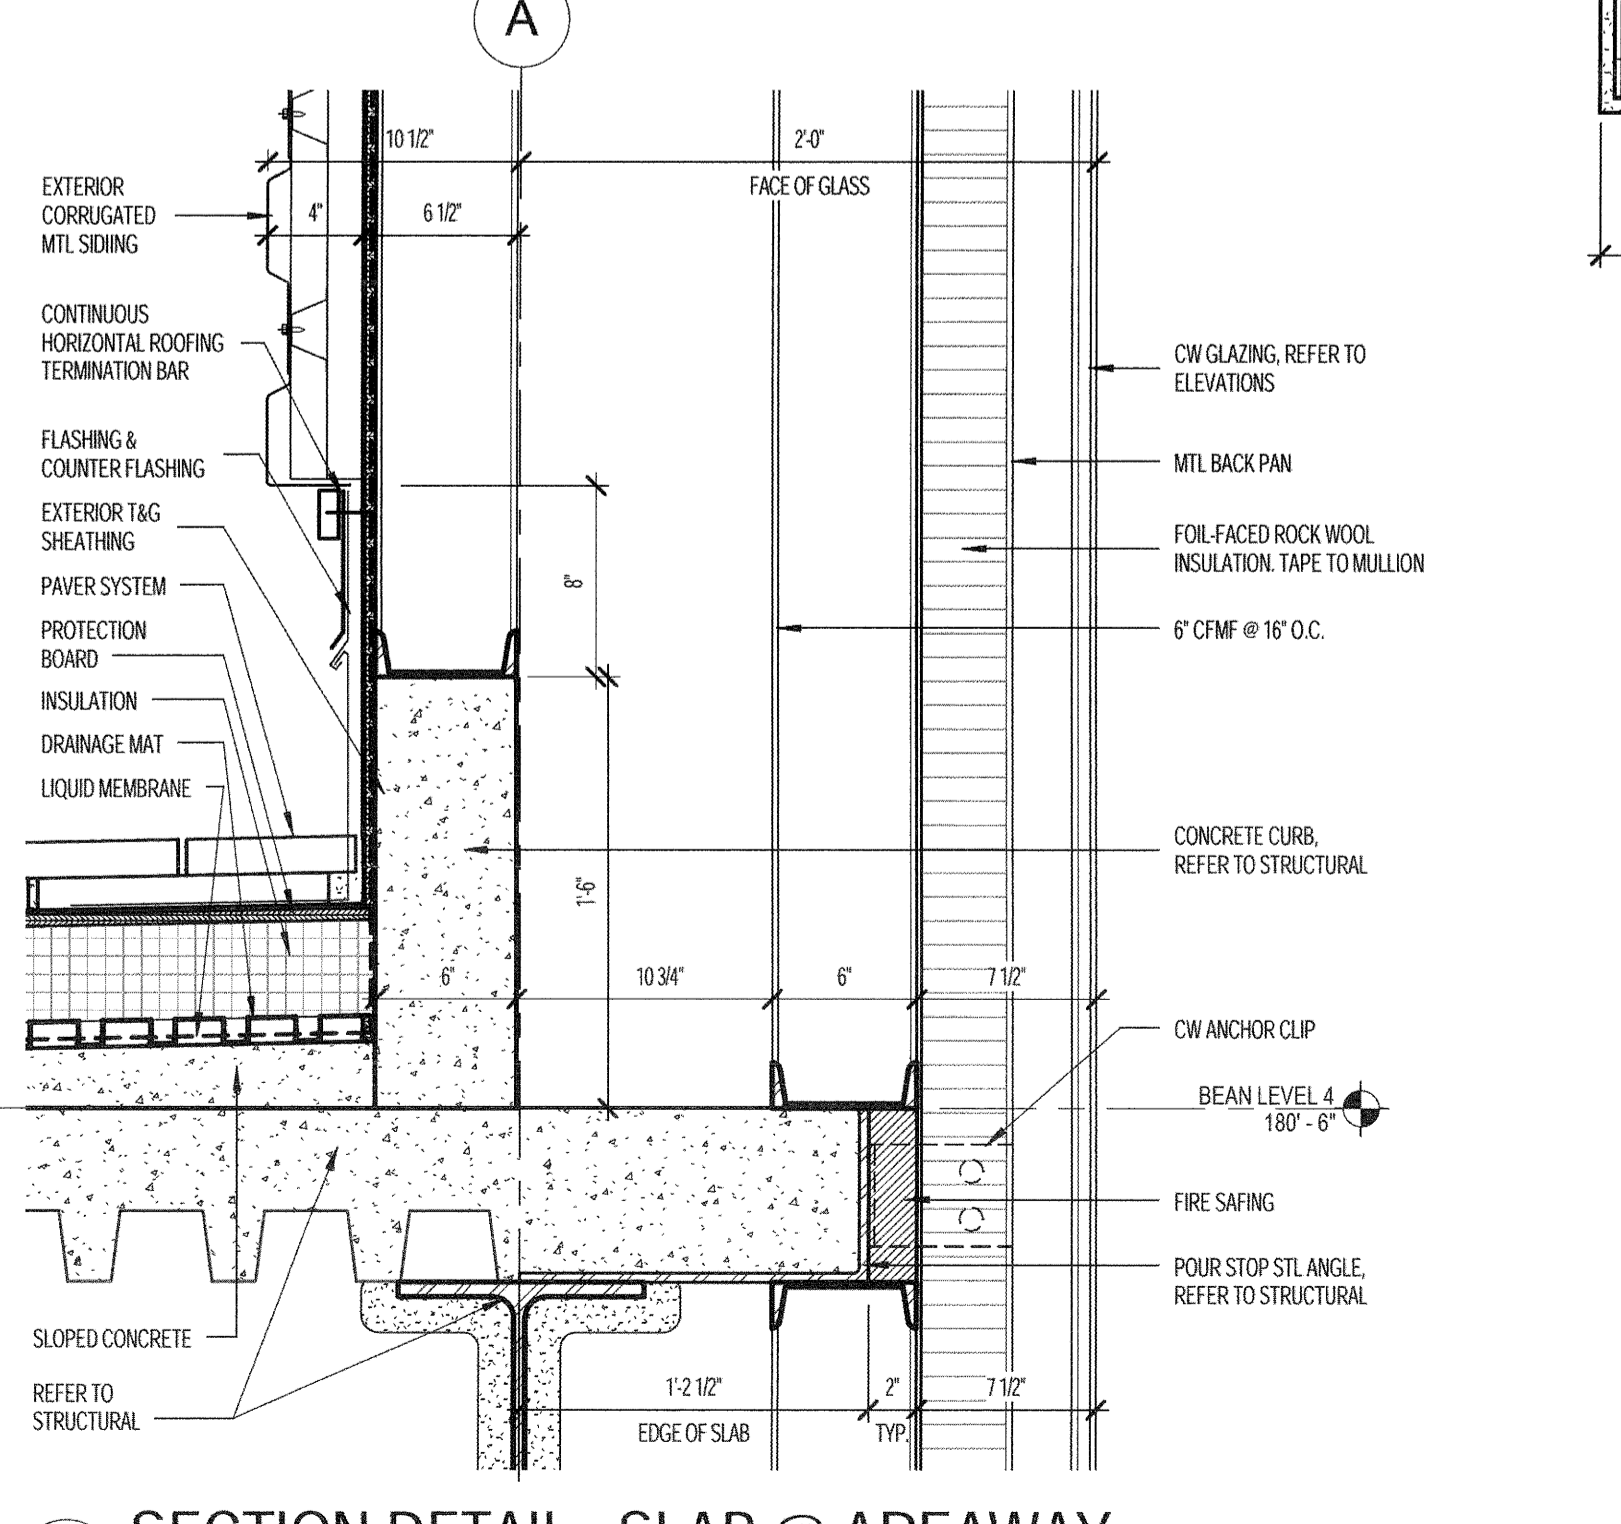 A
10 1/2"
2'-0"
FACE OF GLASS
4"
6 1/2"
EXTERIOR
CORRUGATED
MTL SIDIING
CONTINUOUS
HORIZONTAL ROOFING
TERMINATION BAR
FLASHING &
COUNTER FLASHING
EXTERIOR T&G
SHEATHING
PAVER SYSTEM
PROTECTION
BOARD
INSULATION
DRAINAGE MAT
LIQUID MEMBRANE
8"
1'-6"
6"
10 3/4"
6"
7 1/2"
CW GLAZING, REFER TO
ELEVATIONS
MTL BACK PAN
FOIL-FACED ROCK WOOL
INSULATION. TAPE TO MULLION
6" CFMF @ 16" O.C.
CONCRETE CURB,
REFER TO STRUCTURAL
CW ANCHOR CLIP
BEAN LEVEL 4
180' - 6"
FIRE SAFING
POUR STOP STL ANGLE,
REFER TO STRUCTURAL
SLOPED CONCRETE
REFER TO
STRUCTURAL
1'-2 1/2"
2"
7 1/2"
EDGE OF SLAB
TYP.
SECTION DETAIL - SLAB @ AREAWAY